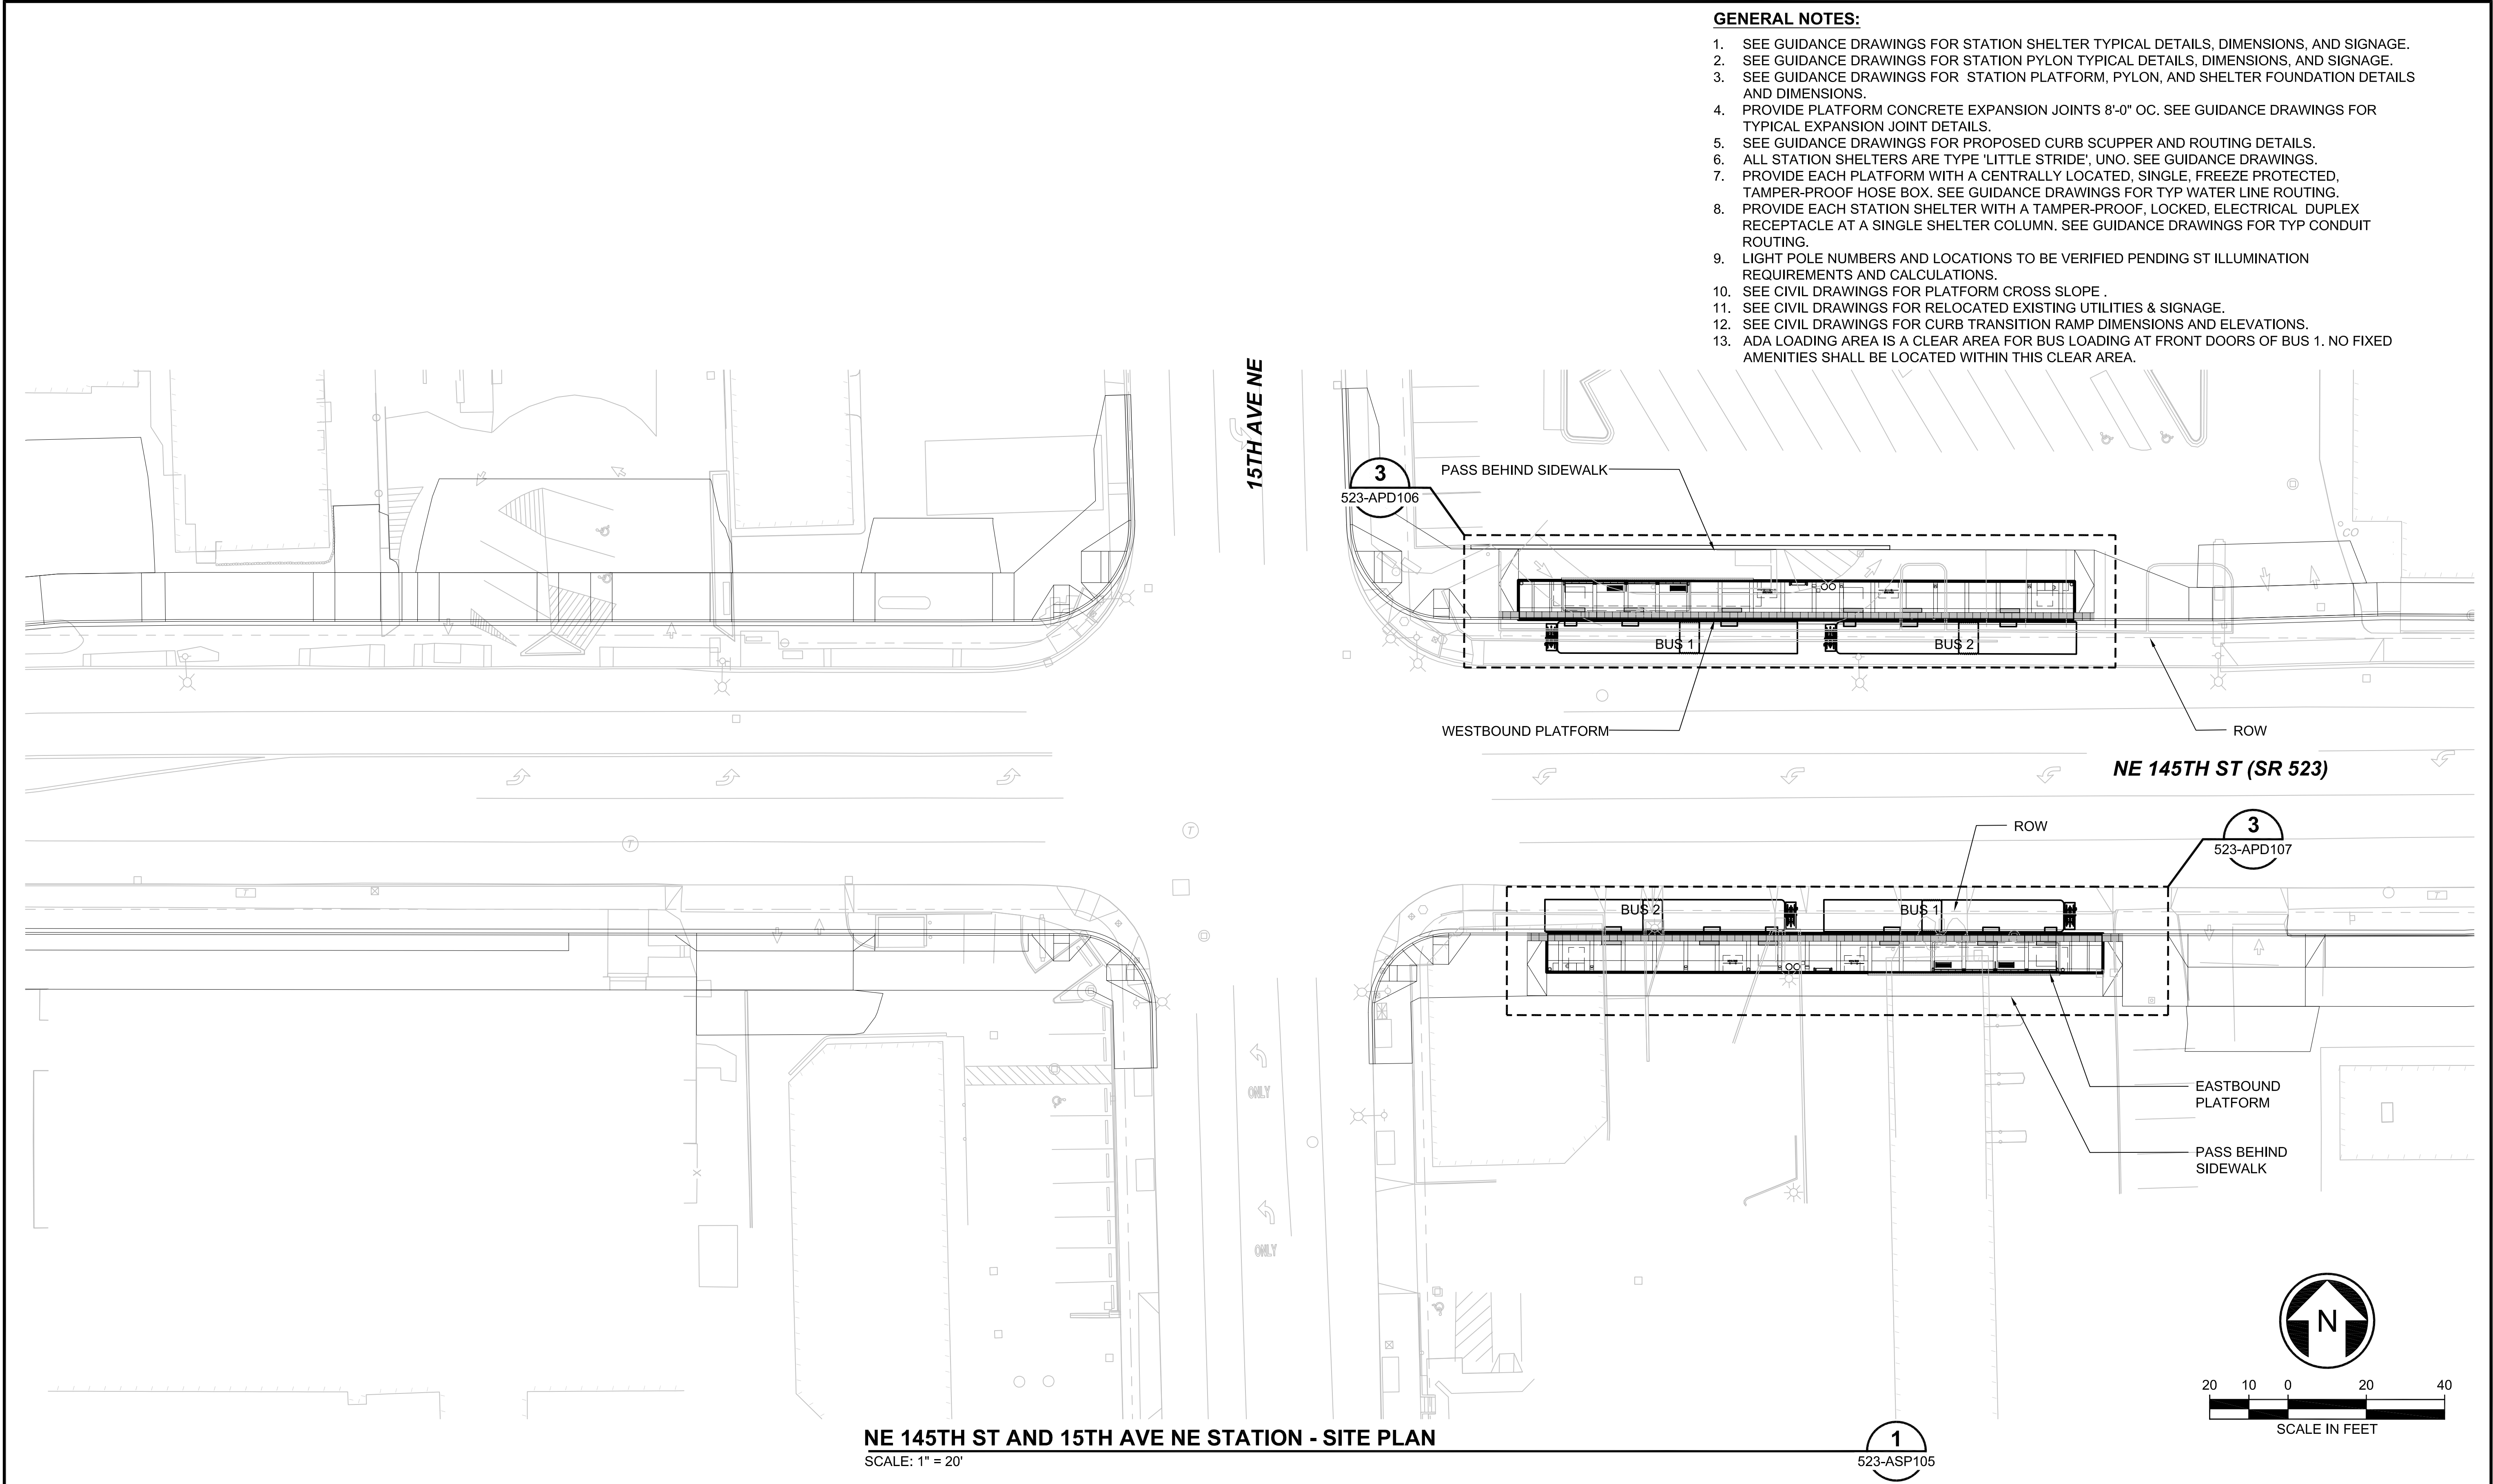 GENERAL NOTES:
1. SEE GUIDANCE DRAWINGS FOR STATION SHELTER TYPICAL DETAILS, DIMENSIONS, AND SIGNAGE.
2. SEE GUIDANCE DRAWINGS FOR STATION PYLON TYPICAL DETAILS, DIMENSIONS, AND SIGNAGE.
3. SEE GUIDANCE DRAWINGS FOR STATION PLATFORM, PYLON, AND SHELTER FOUNDATION DETAILS
AND DIMENSIONS.
4. PROVIDE PLATFORM CONCRETE EXPANSION JOINTS 8'-0" OC. SEE GUIDANCE DRAWINGS FOR
TYPICAL EXPANSION JOINT DETAILS.
5. SEE GUIDANCE DRAWINGS FOR PROPOSED CURB SCUPPER AND ROUTING DETAILS.
6. ALL STATION SHELTERS ARE TYPE 'LITTLE STRIDE', UNO. SEE GUIDANCE DRAWINGS.
7. PROVIDE EACH PLATFORM WITH A CENTRALLY LOCATED, SINGLE, FREEZE PROTECTED,
TAMPER-PROOF HOSE BOX. SEE GUIDANCE DRAWINGS FOR TYP WATER LINE ROUTING.
8. PROVIDE EACH STATION SHELTER WITH A TAMPER-PROOF, LOCKED, ELECTRICAL DUPLEX
RECEPTACLE AT A SINGLE SHELTER COLUMN. SEE GUIDANCE DRAWINGS FOR TYP CONDUIT
ROUTING.
9. LIGHT POLE NUMBERS AND LOCATIONS TO BE VERIFIED PENDING ST ILLUMINATION
REQUIREMENTS AND CALCULATIONS.
10. SEE CIVIL DRAWINGS FOR PLATFORM CROSS SLOPE .
11. SEE CIVIL DRAWINGS FOR RELOCATED EXISTING UTILITIES & SIGNAGE.
12. SEE CIVIL DRAWINGS FOR CURB TRANSITION RAMP DIMENSIONS AND ELEVATIONS.
13. ADA LOADING AREA IS A CLEAR AREA FOR BUS LOADING AT FRONT DOORS OF BUS 1. NO FIXED
AMENITIES SHALL BE LOCATED WITHIN THIS CLEAR AREA.
15TH AVE NE
3
523-APD106
PASS BEHIND SIDEWALK
CO
BUS 1
BUS 2
WESTBOUND PLATFORM
ROW
NE 145TH ST (SR 523)
T
T
ROW
3
523-APD107
T
T
BUS 2
BUS 1
EASTBOUND
PLATFORM
PASS BEHIND
SIDEWALK
ONLY
ONLY
N
20 10 0 20 40
SCALE IN FEET
NE 145TH ST AND 15TH AVE NE STATION - SITE PLAN
SCALE: 1" = 20'
1
523-ASP105